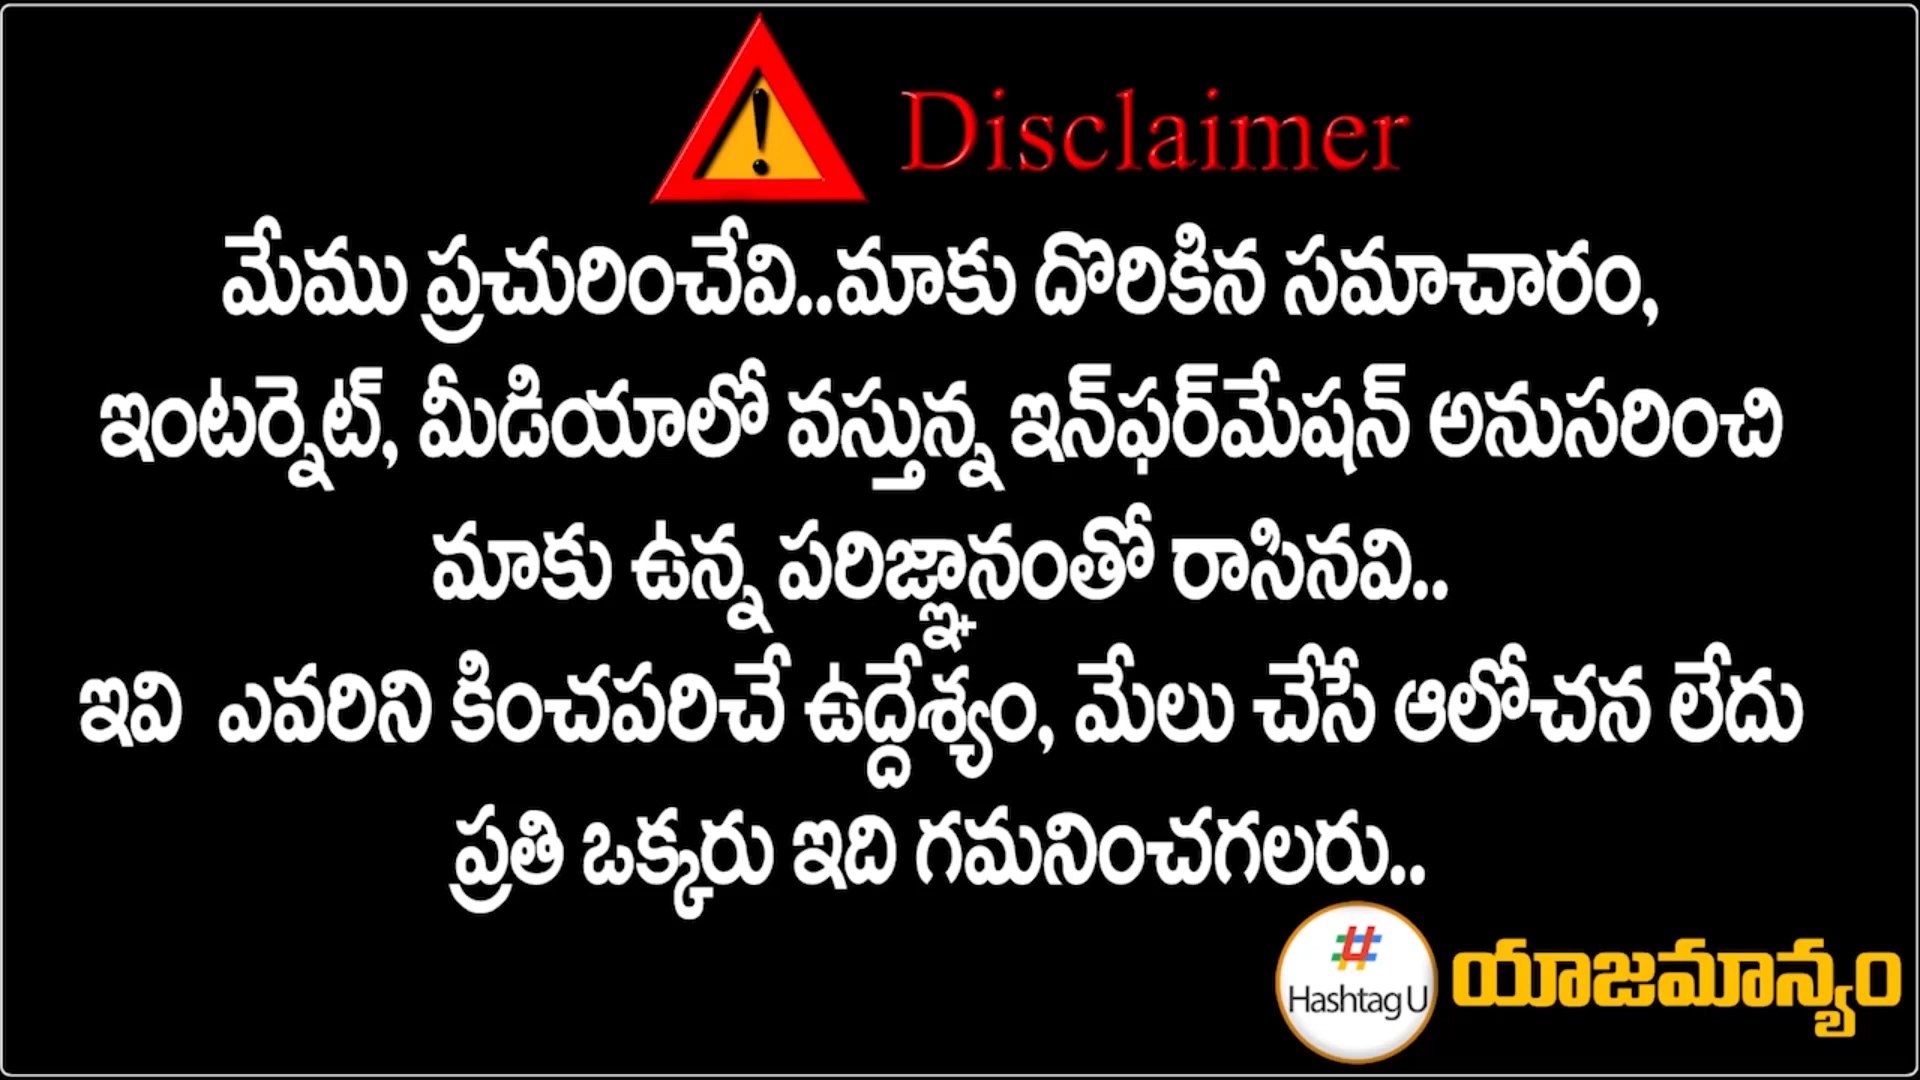 Disclaimer
మేము ప్రచురించేవి..మాకు దొరికిన సమాచారం,
ఇంటర్నెట్, మీడియాలో వస్తున్న ఇన్‌ఫర్‌మేషన్ అనుసరించి
మాకు ఉన్న పరిజ్ఞానంతో రాసినవి..
ఇవి ఎవరిని కించపరిచే ఉద్దేశ్యం, మేలు చేసే ఆలోచన లేదు
ప్రతి ఒక్కరు ఇది గమనించగలరు..
# Hashtag U
యాజమాన్యం